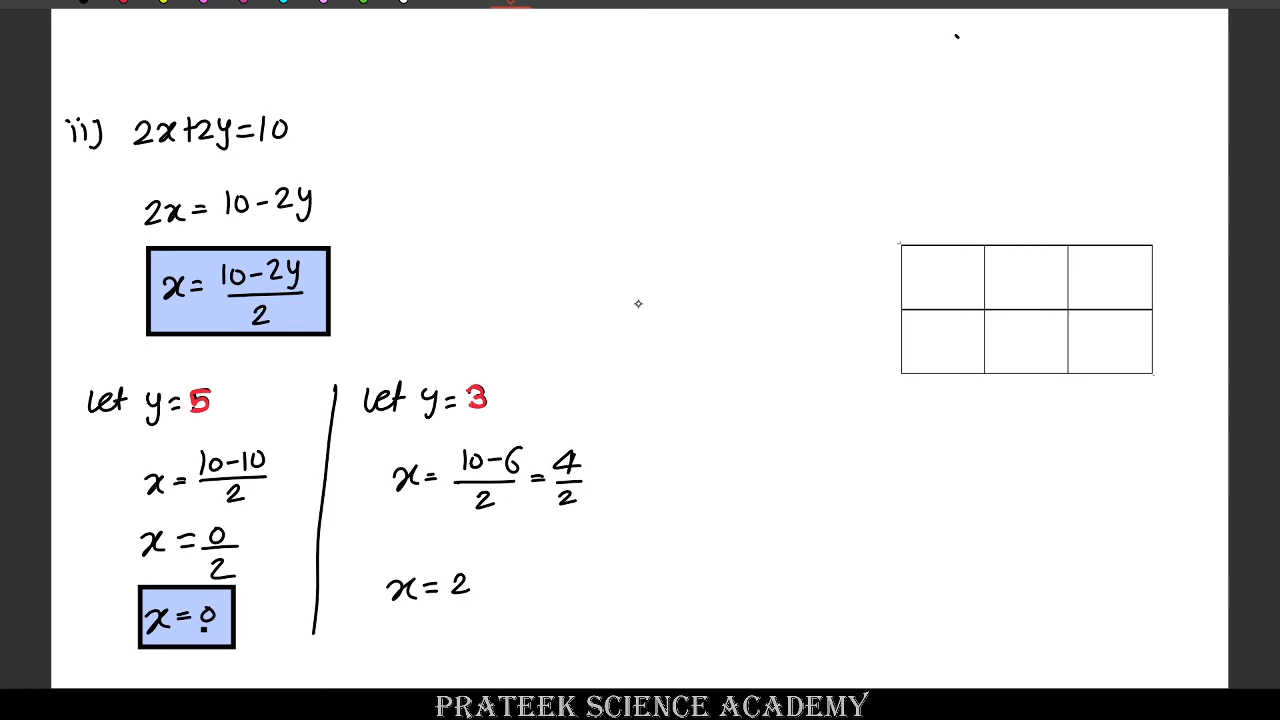 ii) 2x+2y=10
2x = 10-2y
x = 10-2y
2
let y = 5
x = 10-10
2
x = 0
2
x = 0
let y = 3
x = 10-6 = 4
2 2
x = 2
PRATEEK SCIENCE ACADEMY